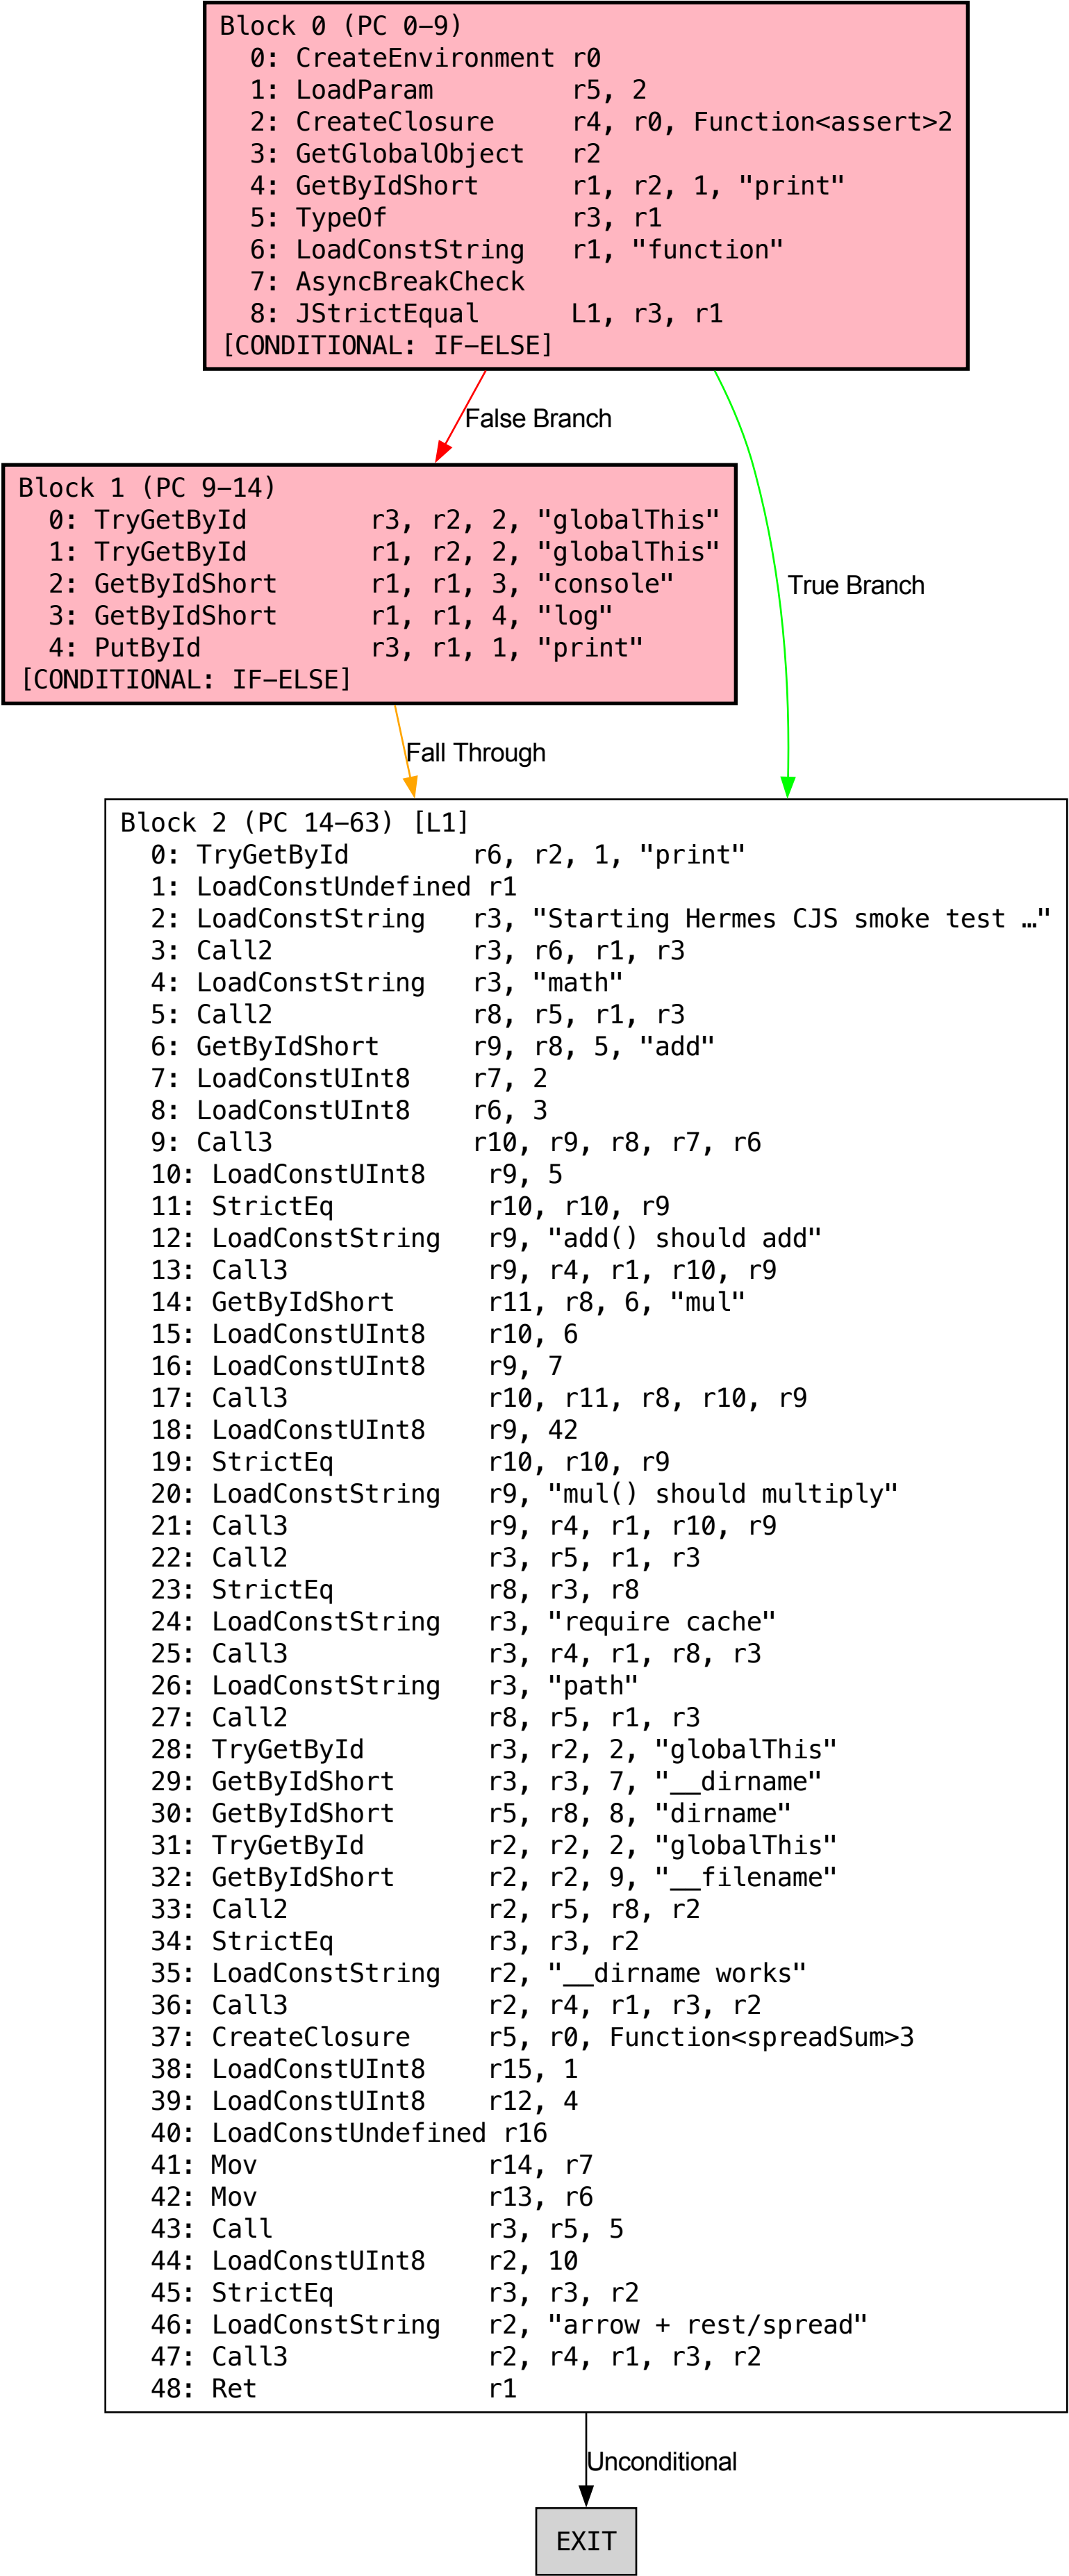 Block 0 (PC 0–9)
  0: CreateEnvironment r0
  1: LoadParam         r5, 2
  2: CreateClosure     r4, r0, Function<assert>2
  3: GetGlobalObject   r2
  4: GetByIdShort      r1, r2, 1, "print"
  5: TypeOf            r3, r1
  6: LoadConstString   r1, "function"
  7: AsyncBreakCheck
  8: JStrictEqual      L1, r3, r1
[CONDITIONAL: IF–ELSE]
False Branch
Block 1 (PC 9–14)
  0: TryGetById        r3, r2, 2, "globalThis"
  1: TryGetById        r1, r2, 2, "globalThis"
  2: GetByIdShort      r1, r1, 3, "console"
  3: GetByIdShort      r1, r1, 4, "log"
  4: PutById           r3, r1, 1, "print"
[CONDITIONAL: IF–ELSE]
True Branch
Fall Through
Block 2 (PC 14–63) [L1]
  0: TryGetById        r6, r2, 1, "print"
  1: LoadConstUndefined r1
  2: LoadConstString   r3, "Starting Hermes CJS smoke test …"
  3: Call2             r3, r6, r1, r3
  4: LoadConstString   r3, "math"
  5: Call2             r8, r5, r1, r3
  6: GetByIdShort      r9, r8, 5, "add"
  7: LoadConstUInt8    r7, 2
  8: LoadConstUInt8    r6, 3
  9: Call3             r10, r9, r8, r7, r6
  10: LoadConstUInt8    r9, 5
  11: StrictEq          r10, r10, r9
  12: LoadConstString   r9, "add() should add"
  13: Call3             r9, r4, r1, r10, r9
  14: GetByIdShort      r11, r8, 6, "mul"
  15: LoadConstUInt8    r10, 6
  16: LoadConstUInt8    r9, 7
  17: Call3             r10, r11, r8, r10, r9
  18: LoadConstUInt8    r9, 42
  19: StrictEq          r10, r10, r9
  20: LoadConstString   r9, "mul() should multiply"
  21: Call3             r9, r4, r1, r10, r9
  22: Call2             r3, r5, r1, r3
  23: StrictEq          r8, r3, r8
  24: LoadConstString   r3, "require cache"
  25: Call3             r3, r4, r1, r8, r3
  26: LoadConstString   r3, "path"
  27: Call2             r8, r5, r1, r3
  28: TryGetById        r3, r2, 2, "globalThis"
  29: GetByIdShort      r3, r3, 7, "__dirname"
  30: GetByIdShort      r5, r8, 8, "dirname"
  31: TryGetById        r2, r2, 2, "globalThis"
  32: GetByIdShort      r2, r2, 9, "__filename"
  33: Call2             r2, r5, r8, r2
  34: StrictEq          r3, r3, r2
  35: LoadConstString   r2, "__dirname works"
  36: Call3             r2, r4, r1, r3, r2
  37: CreateClosure     r5, r0, Function<spreadSum>3
  38: LoadConstUInt8    r15, 1
  39: LoadConstUInt8    r12, 4
  40: LoadConstUndefined r16
  41: Mov               r14, r7
  42: Mov               r13, r6
  43: Call              r3, r5, 5
  44: LoadConstUInt8    r2, 10
  45: StrictEq          r3, r3, r2
  46: LoadConstString   r2, "arrow + rest/spread"
  47: Call3             r2, r4, r1, r3, r2
  48: Ret               r1
Unconditional
EXIT